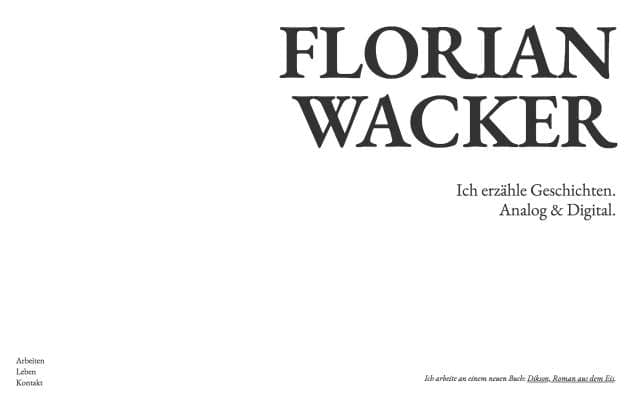 FLORIAN
WACKER
Ich erzähle Geschichten.
Analog & Digital.
Arbeiten
Leben
Kontakt
Ich arbeite an einem neuen Buch: Dikson, Roman aus dem Eis.